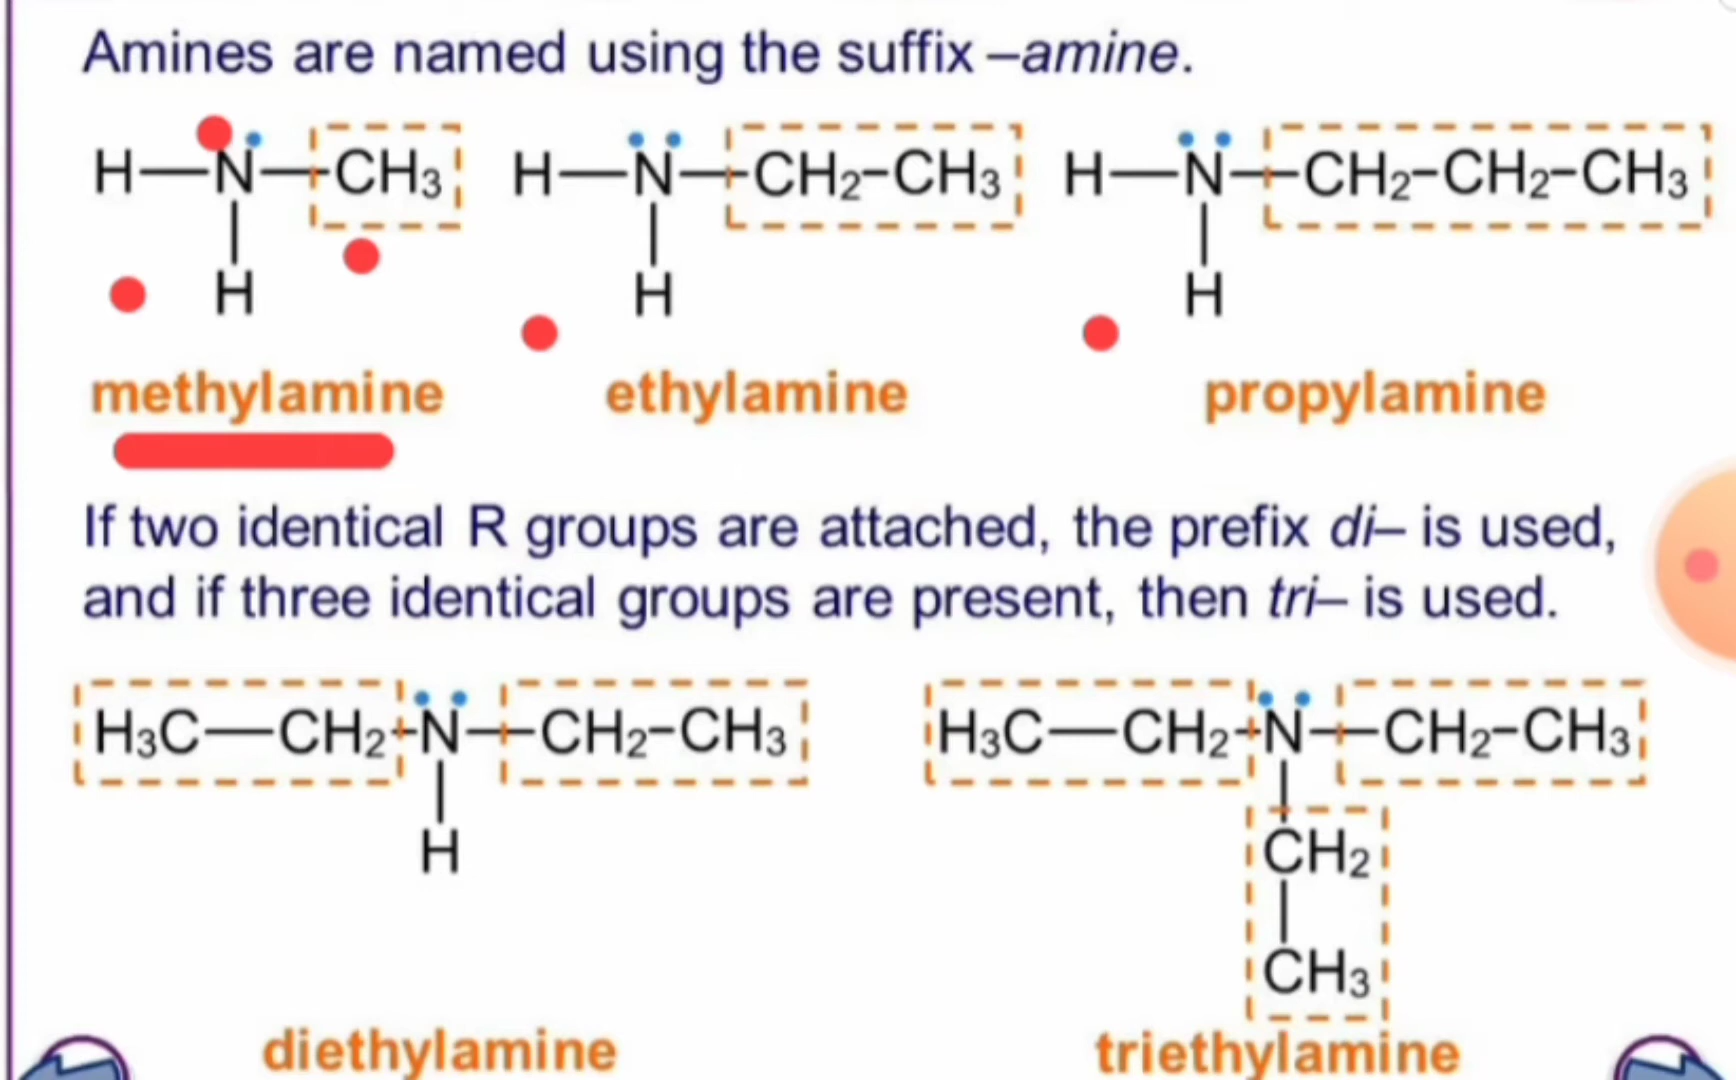 Amines are named using the suffix –amine.
H—N—CH₃ H—N—CH₂–CH₃ H—N—CH₂–CH₂–CH₃
H H H
methylamine ethylamine propylamine
If two identical R groups are attached, the prefix di– is used,
and if three identical groups are present, then tri– is used.
H₃C—CH₂–N—CH₂–CH₃ H₃C—CH₂–N—CH₂–CH₃
H CH₂
CH₃
diethylamine triethylamine